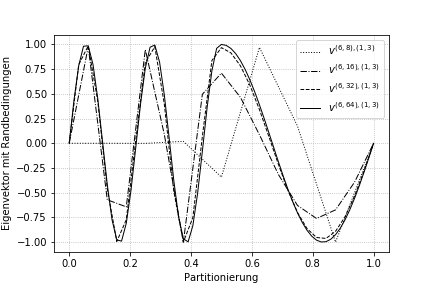 Eigenvektor mit Randbedingungen
1.00
0.75
0.50
0.25
0.00
−0.25
−0.50
−0.75
−1.00
0.0 0.2 0.4 0.6 0.8 1.0
Partitionierung
V^(6, 8), (1, 3)
V^(6, 16), (1, 3)
V^(6, 32), (1, 3)
V^(6, 64), (1, 3)